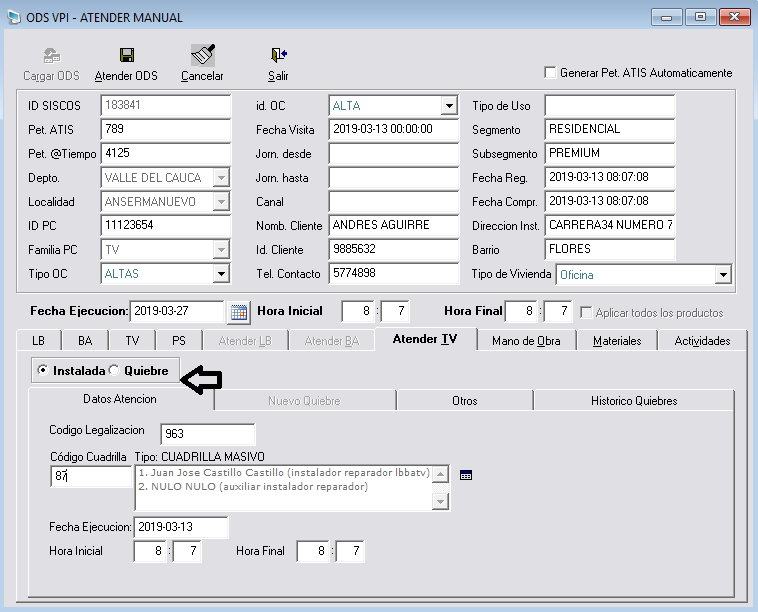 ODS VPI - ATENDER MANUAL
Cargar ODS Atender ODS Cancelar Salir
Generar Pet. ATIS Automaticamente
ID SISCOS 183841 id. OC ALTA Tipo de Uso
Pet. ATIS 789 Fecha Visita 2019-03-13 00:00:00 Segmento RESIDENCIAL
Pet. @Tiempo 4125 Jorn. desde Subsegmento PREMIUM
Depto. VALLE DEL CAUCA Jorn. hasta Fecha Reg. 2019-03-13 08:07:08
Localidad ANSERMANUEVO Canal Fecha Compr. 2019-03-13 08:07:08
ID PC 11123654 Nomb. Cliente ANDRES AGUIRRE Direccion Inst. CARRERA34 NUMERO 7
Familia PC TV Id. Cliente 9885632 Barrio FLORES
Tipo OC ALTAS Tel. Contacto 5774898 Tipo de Vivienda Oficina
Fecha Ejecucion: 2019-03-27 Hora Inicial 8 : 7 Hora Final 8 : 7 Aplicar todos los productos
LB BA TV PS Atender LB Atender BA Atender TV Mano de Obra Materiales Actividades
Instalada Quiebre
Datos Atencion Nuevo Quiebre Otros Historico Quiebres
Codigo Legalizacion 963
Código Cuadrilla Tipo: CUADRILLA MASIVO
87 1. Juan Jose Castillo Castillo (instalador reparador lbbatv)
2. NULO NULO (auxiliar instalador reparador)
Fecha Ejecucion: 2019-03-13
Hora Inicial 8 : 7 Hora Final 8 : 7